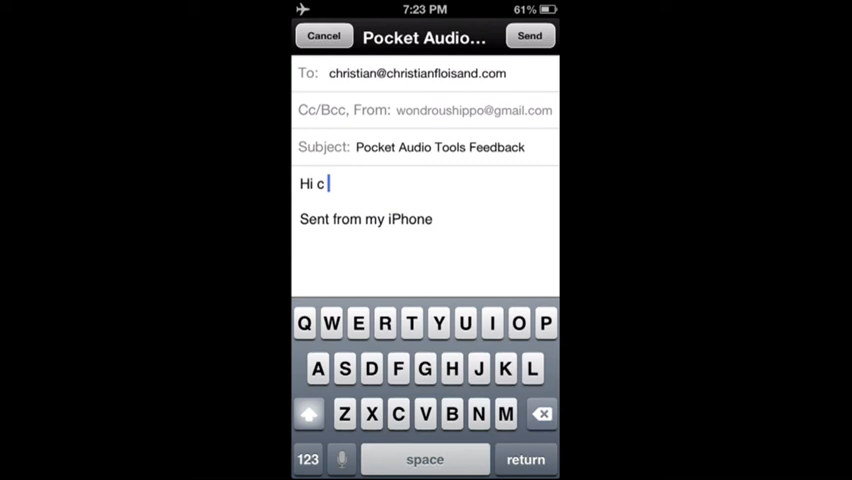 7:23 PM 61%
Cancel Pocket Audio... Send
To: christian@christianfloisand.com
Cc/Bcc, From: wondroushippo@gmail.com
Subject: Pocket Audio Tools Feedback
Hi c
Sent from my iPhone
Q W E R T Y U I O P
A S D F G H J K L
Z X C V B N M
123 space return